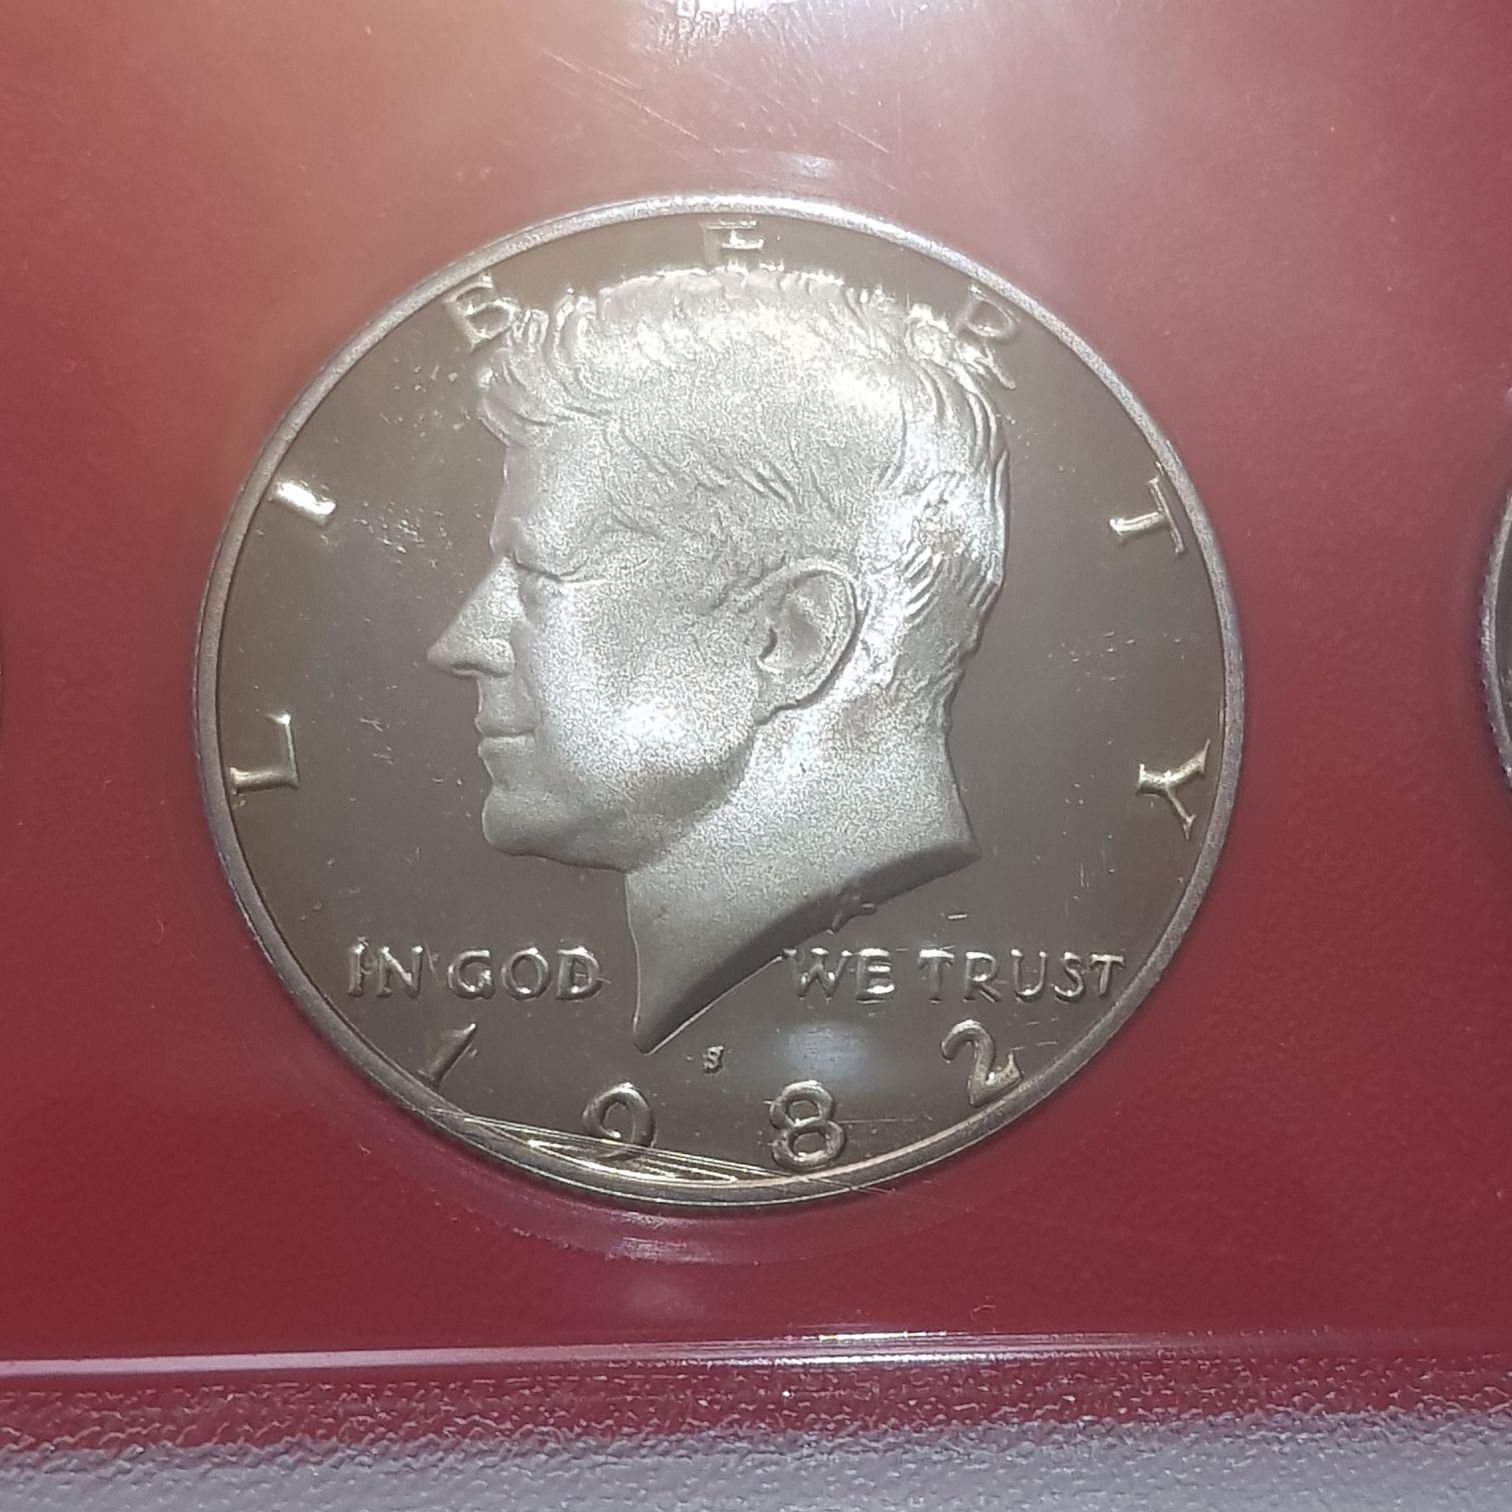 LIBERTY
IN GOD WE TRUST
S
1982